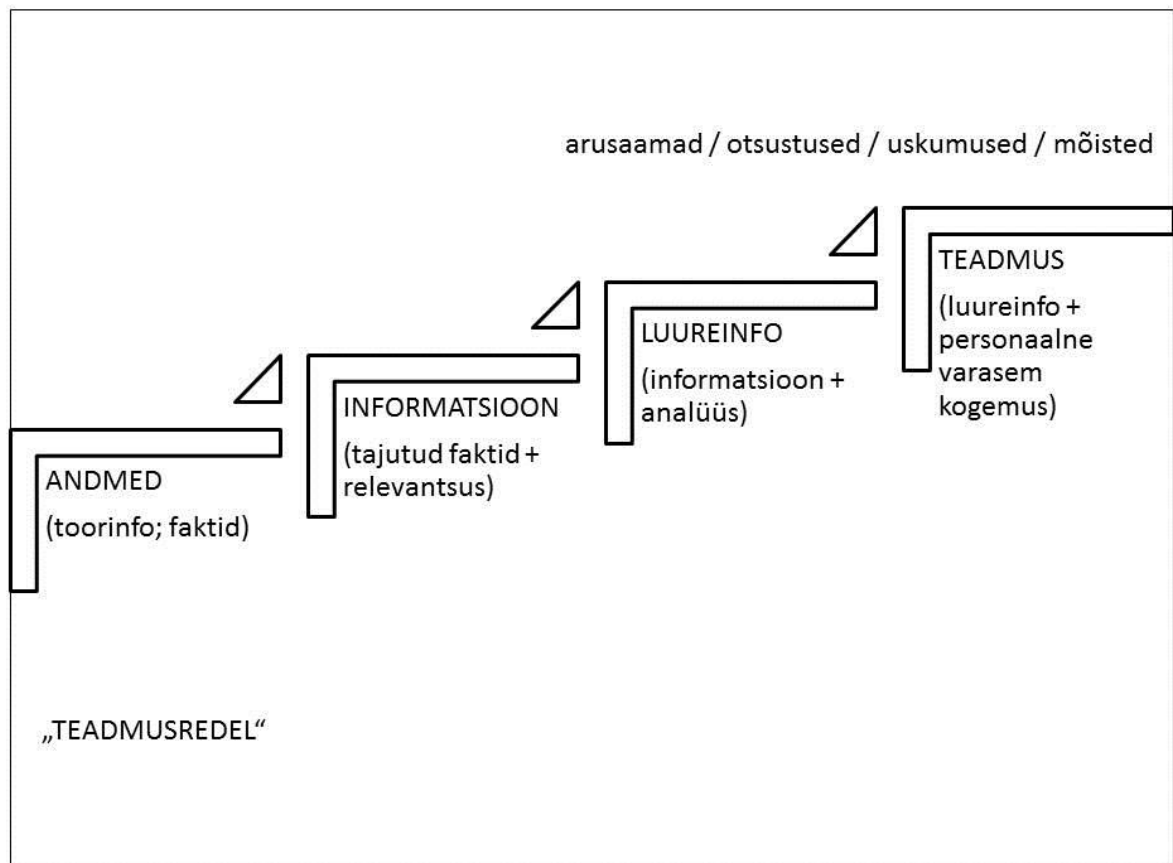 arusaamad / otsustused / uskumused / mõisted
TEADMUS
(luureinfo +
personaalne
varasem
kogemus)
LUUREINFO
(informatsioon +
analüüs)
INFORMATSIOON
(tajutud faktid +
relevantsus)
ANDMED
(toorinfo; faktid)
„TEADMUSREDEL“